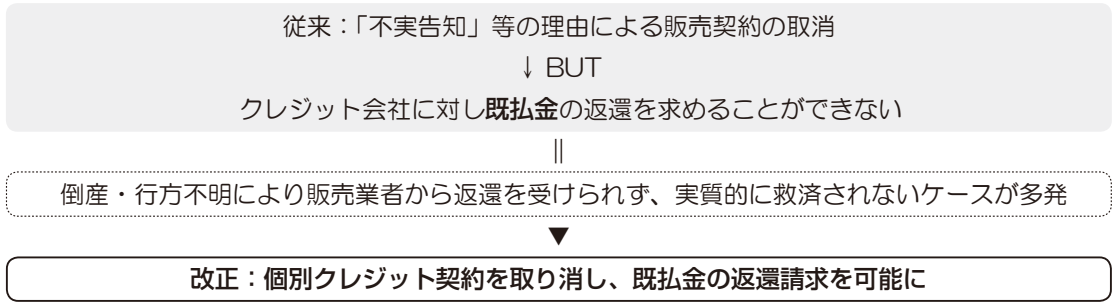 従来：「不実告知」等の理由による販売契約の取消
↓ BUT
クレジット会社に対し既払金の返還を求めることができない
||
倒産・行方不明により販売業者から返還を受けられず、実質的に救済されないケースが多発
▼
改正：個別クレジット契約を取り消し、既払金の返還請求を可能に